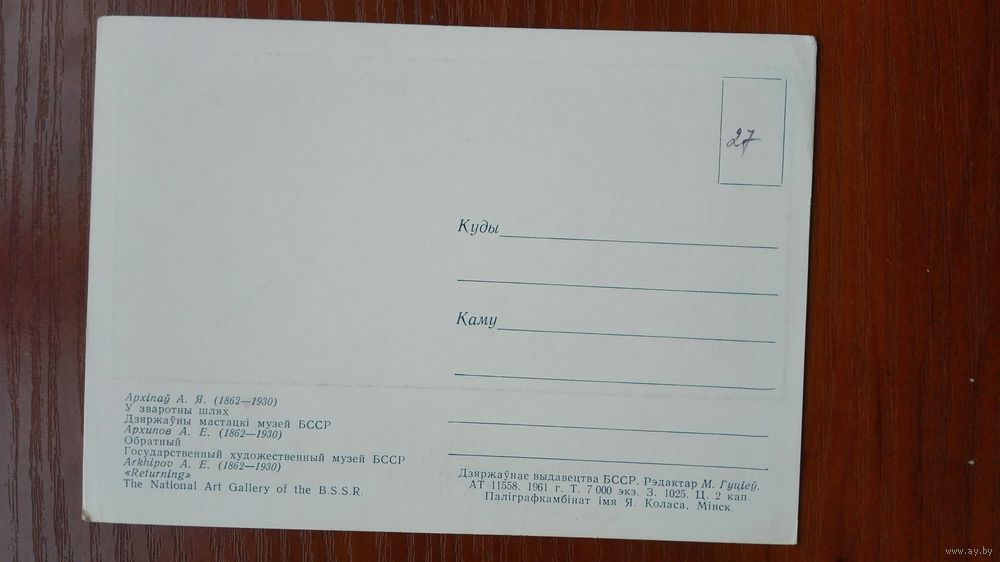 27
Куды
Каму
Архіпаў А. Я. (1862—1930)
У зваротны шлях
Дзяржаўны мастацкі музей БССР
Архипов А. Е. (1862—1930)
Обратный
Государственный художественный музей БССР
Arkhipov A. E. (1862—1930)
«Returning»
The National Art Gallery of the B.S.S.R.
Дзяржаўнае выдавецтва БССР. Рэдактар М. Гуціеў.
АТ 11558. 1961 г. Т. 7 000 экз. З. 1025. Ц. 2 кап.
Паліграфкамбінат імя Я. Коласа, Мінск.
www.ay.by